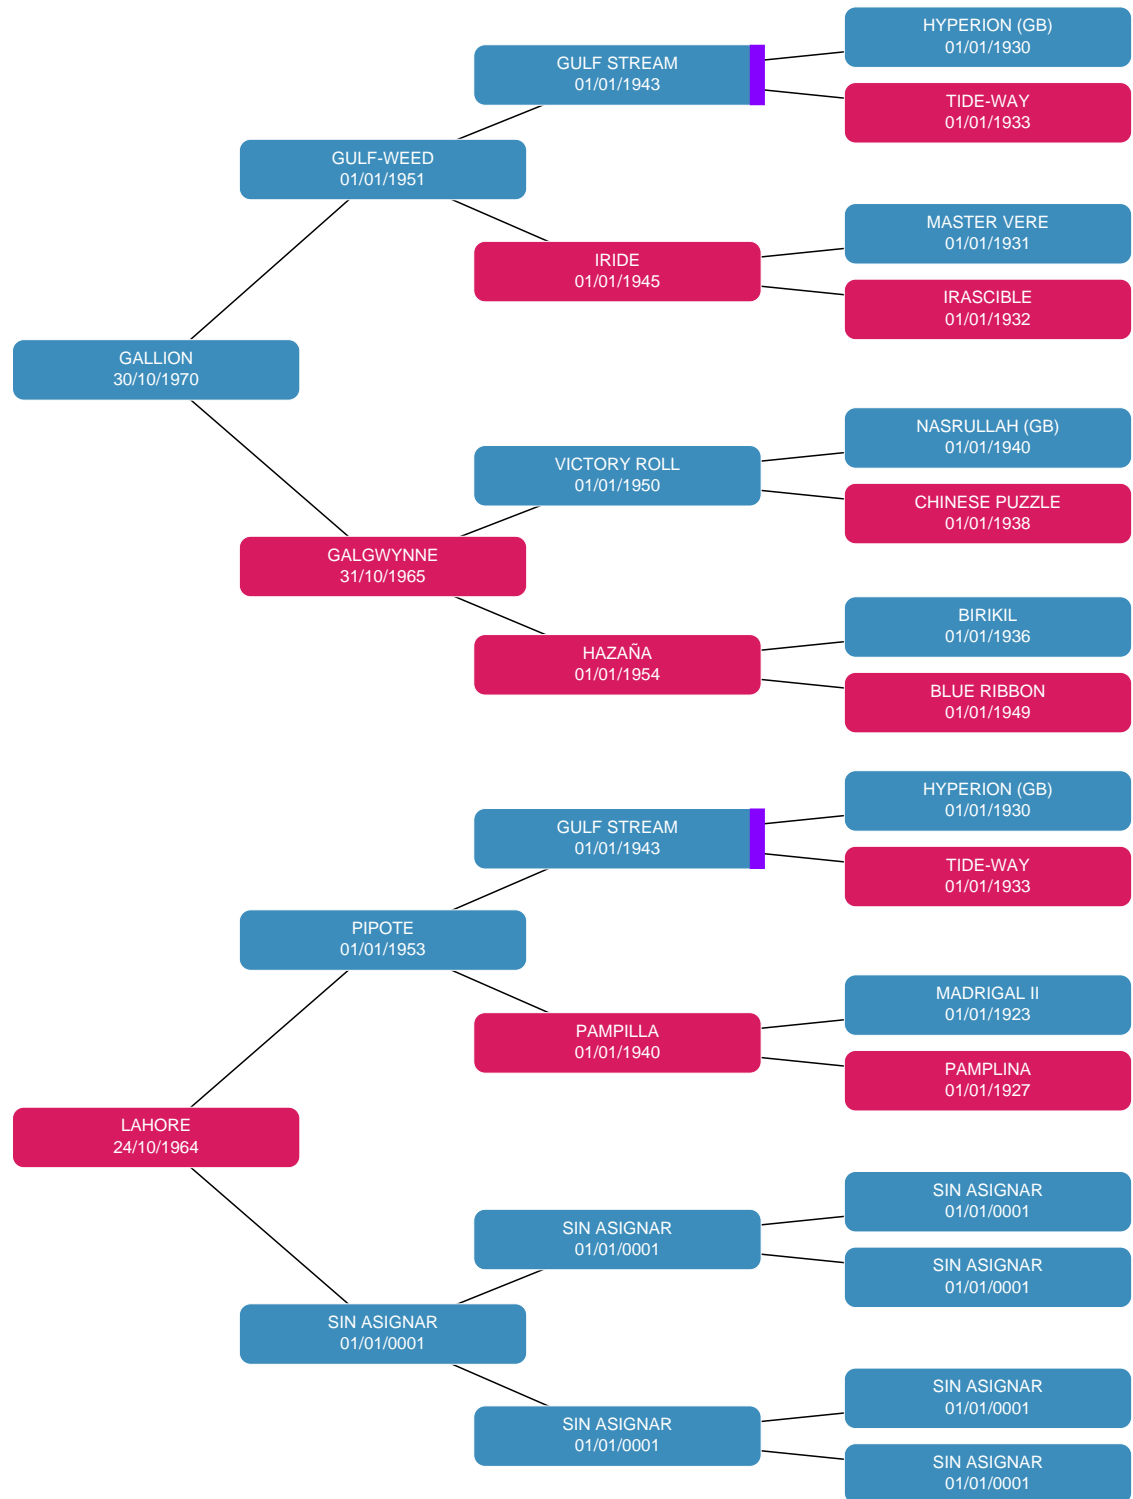 HYPERION (GB)
01/01/1930
GULF STREAM
01/01/1943
TIDE-WAY
01/01/1933
GULF-WEED
01/01/1951
MASTER VERE
01/01/1931
IRIDE
01/01/1945
IRASCIBLE
01/01/1932
GALLION
30/10/1970
NASRULLAH (GB)
01/01/1940
VICTORY ROLL
01/01/1950
CHINESE PUZZLE
01/01/1938
GALGWYNNE
31/10/1965
BIRIKIL
01/01/1936
HAZAÑA
01/01/1954
BLUE RIBBON
01/01/1949
HYPERION (GB)
01/01/1930
GULF STREAM
01/01/1943
TIDE-WAY
01/01/1933
PIPOTE
01/01/1953
MADRIGAL II
01/01/1923
PAMPILLA
01/01/1940
PAMPLINA
01/01/1927
LAHORE
24/10/1964
SIN ASIGNAR
01/01/0001
SIN ASIGNAR
01/01/0001
SIN ASIGNAR
01/01/0001
SIN ASIGNAR
01/01/0001
SIN ASIGNAR
01/01/0001
SIN ASIGNAR
01/01/0001
SIN ASIGNAR
01/01/0001